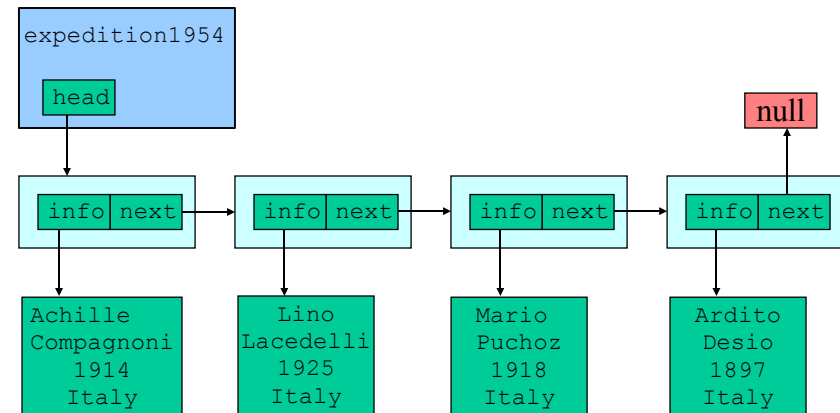 expedition1954
head
null
info next
info next
info next
info next
Achille
Compagnoni
1914
Italy
Lino
Lacedelli
1925
Italy
Mario
Puchoz
1918
Italy
Ardito
Desio
1897
Italy